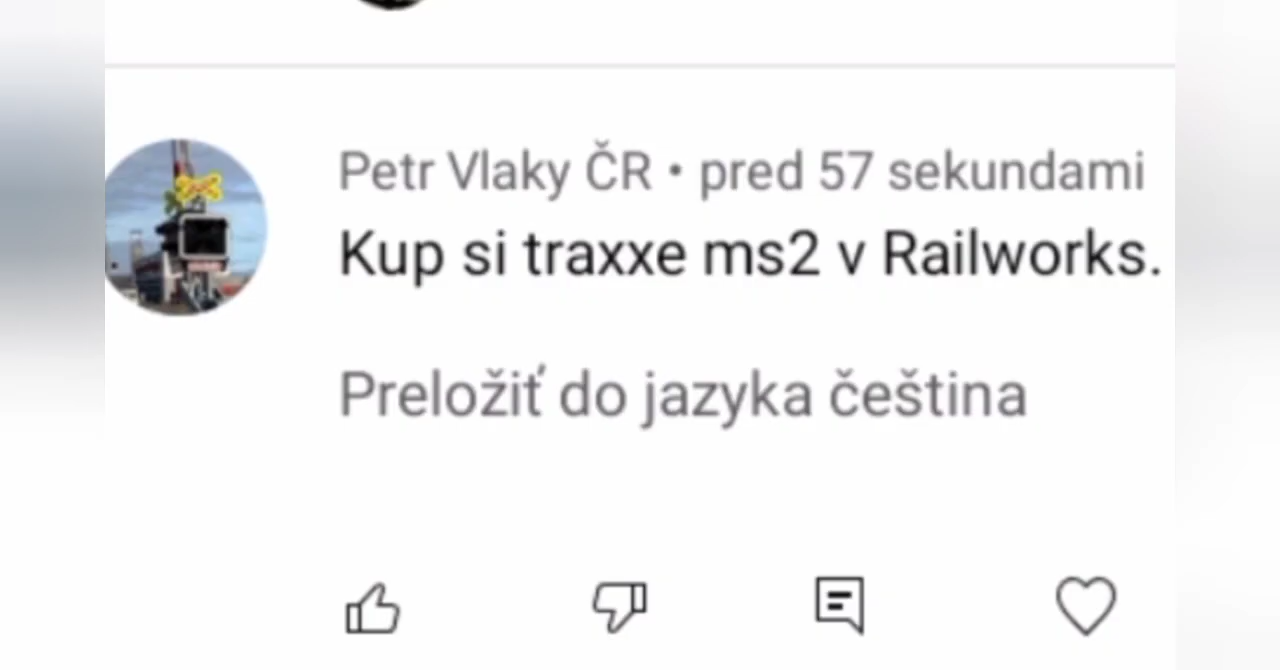 Petr Vlaky ČR • pred 57 sekundami
Kup si traxxe ms2 v Railworks.
Preložiť do jazyka čeština